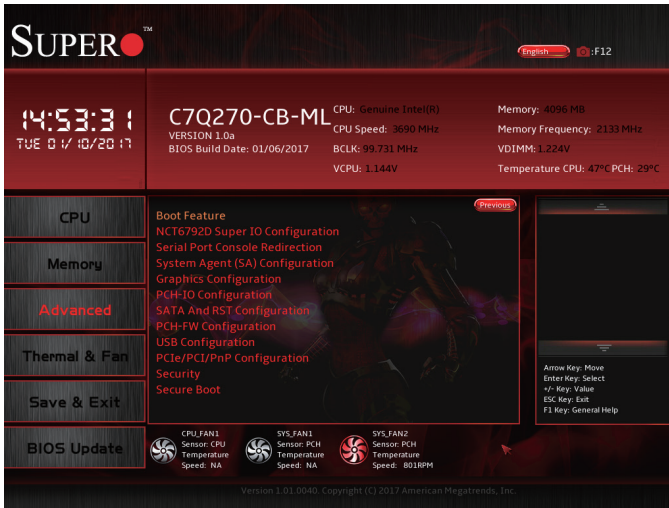 SUPER TM
English :F12
14:53:31
TUE 01/10/2017
C7Q270-CB-ML
VERSION 1.0a
BIOS Build Date: 01/06/2017
CPU: Genuine Intel(R)
CPU Speed: 3690 MHz
BCLK: 99.731 MHz
VCPU: 1.144V
Memory: 4096 MB
Memory Frequency: 2133 MHz
VDIMM: 1.224V
Temperature CPU: 47°C PCH: 29°C
CPU
Memory
Advanced
Thermal & Fan
Save & Exit
BIOS Update
Previous
Boot Feature
NCT6792D Super IO Configuration
Serial Port Console Redirection
System Agent (SA) Configuration
Graphics Configuration
PCH-IO Configuration
SATA And RST Configuration
PCH-FW Configuration
USB Configuration
PCIe/PCI/PnP Configuration
Security
Secure Boot
Arrow Key: Move
Enter Key: Select
+/- Key: Value
ESC Key: Exit
F1 Key: General Help
CPU_FAN1
Sensor: CPU
Temperature
Speed: NA
SYS_FAN1
Sensor: PCH
Temperature
Speed: NA
SYS_FAN2
Sensor: PCH
Temperature
Speed: 801RPM
Version 1.01.0040. Copyright (C) 2017 American Megatrends, Inc.